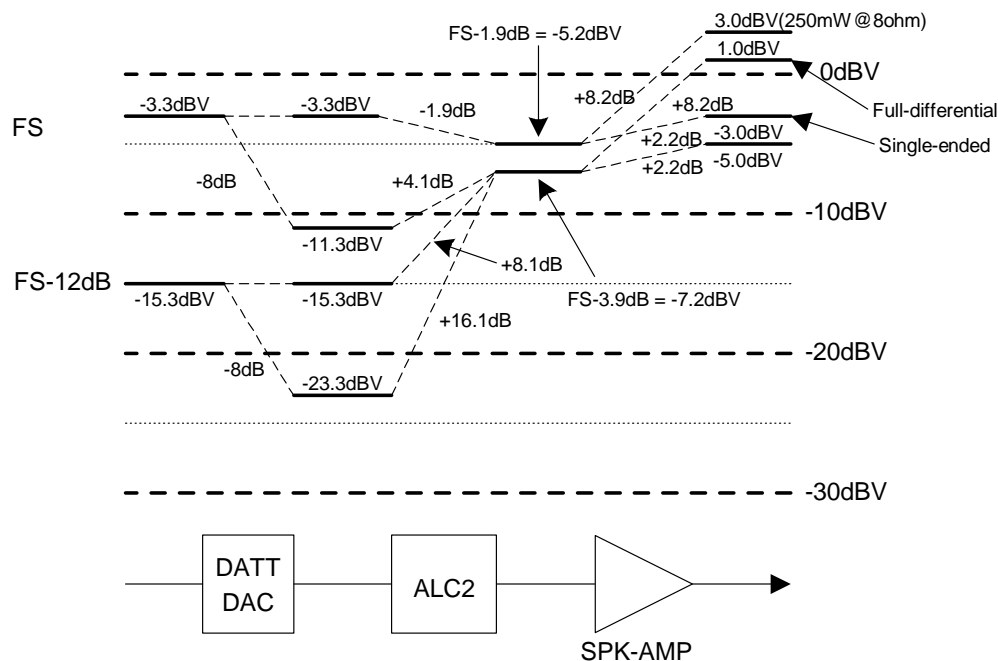 3.0dBV(250mW@8ohm)
FS-1.9dB = -5.2dBV
1.0dBV
0dBV
-3.3dBV
-3.3dBV
-1.9dB
+8.2dB
+8.2dB
Full-differential
FS
-3.0dBV
+2.2dB
Single-ended
-5.0dBV
+2.2dB
-8dB
+4.1dB
-10dBV
-11.3dBV
+8.1dB
FS-12dB
-15.3dBV
-15.3dBV
FS-3.9dB = -7.2dBV
+16.1dB
-20dBV
-8dB
-23.3dBV
-30dBV
DATT
DAC
ALC2
SPK-AMP